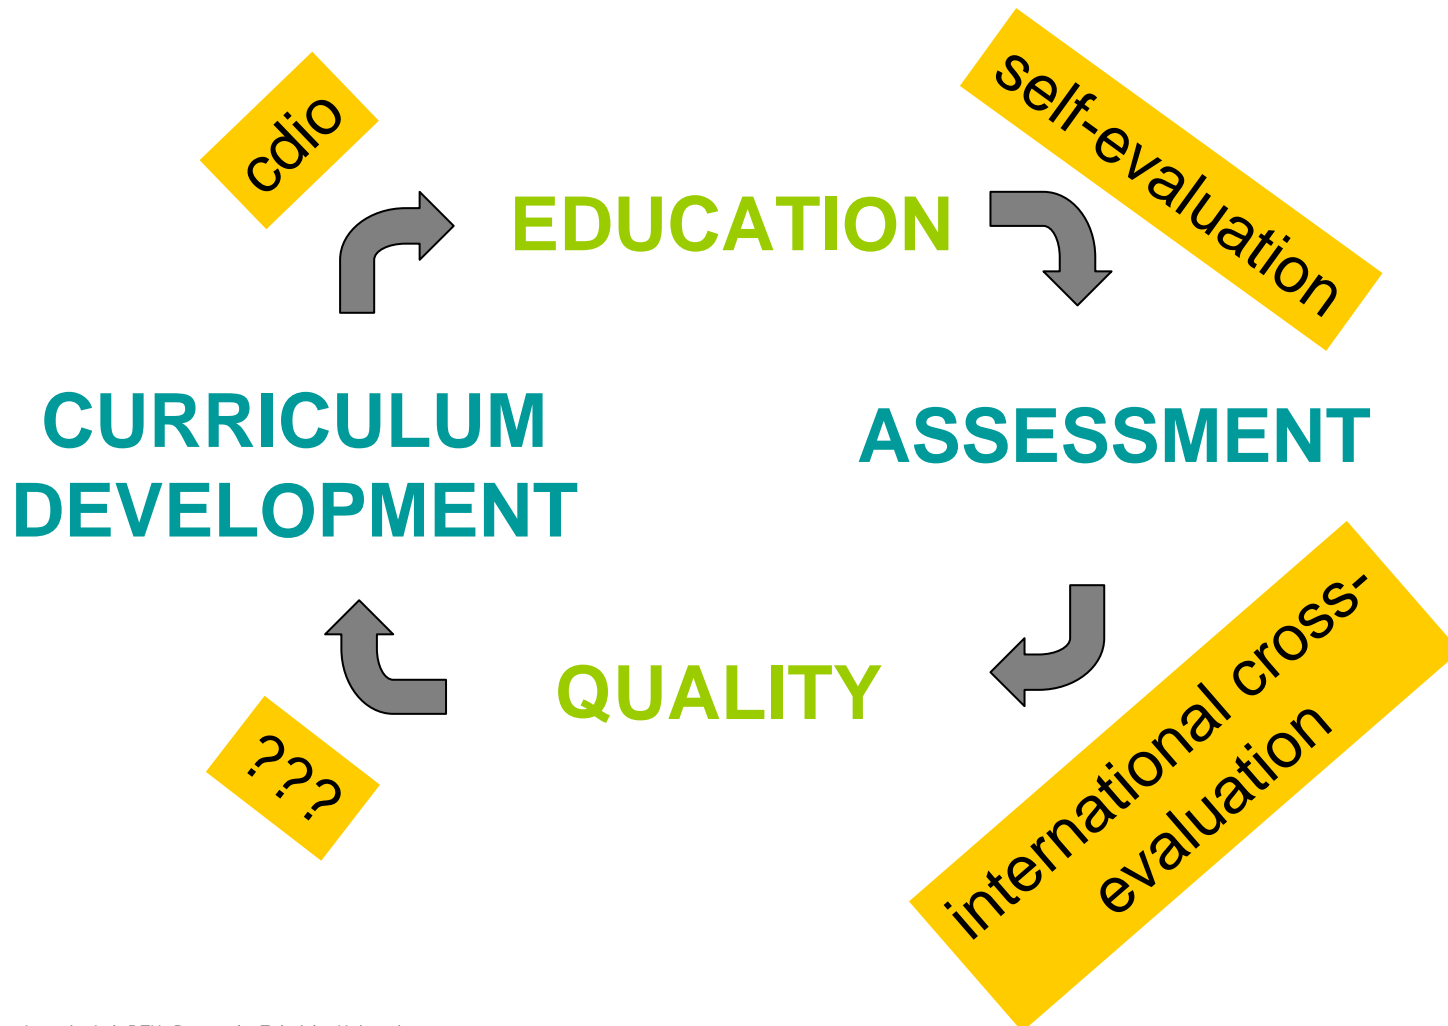 cdio
self-evaluation
EDUCATION
CURRICULUM
DEVELOPMENT
ASSESSMENT
QUALITY
???
international cross-
evaluation